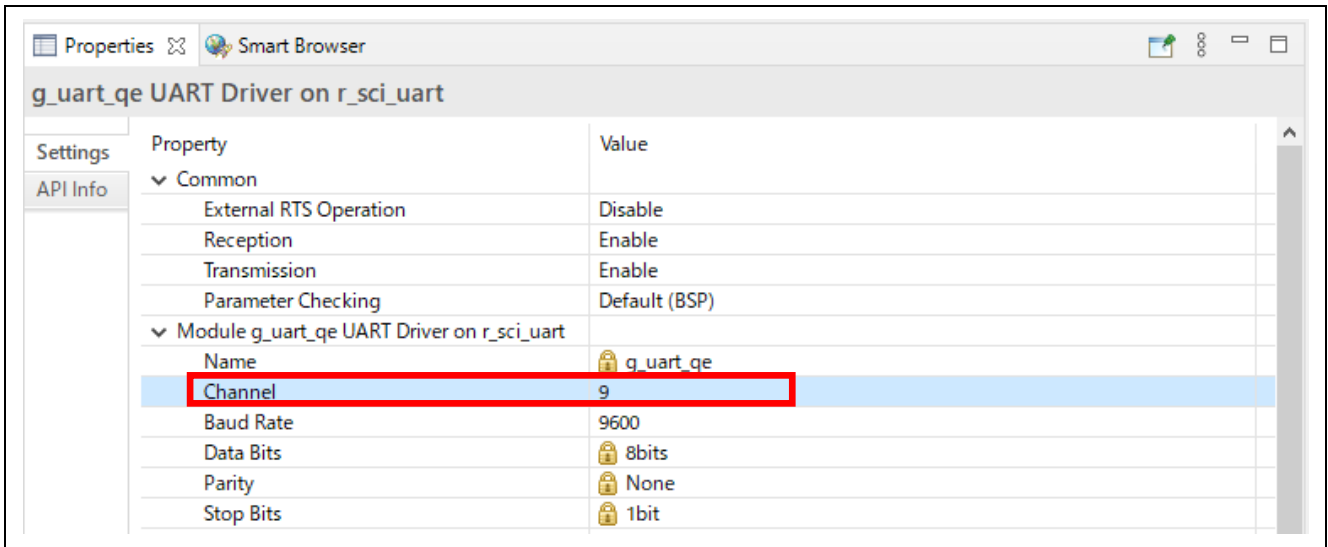 Properties Smart Browser
g_uart_qe UART Driver on r_sci_uart
Settings
API Info
Property Value
Common
External RTS Operation Disable
Reception Enable
Transmission Enable
Parameter Checking Default (BSP)
Module g_uart_qe UART Driver on r_sci_uart
Name g_uart_qe
Channel 9
Baud Rate 9600
Data Bits 8bits
Parity None
Stop Bits 1bit